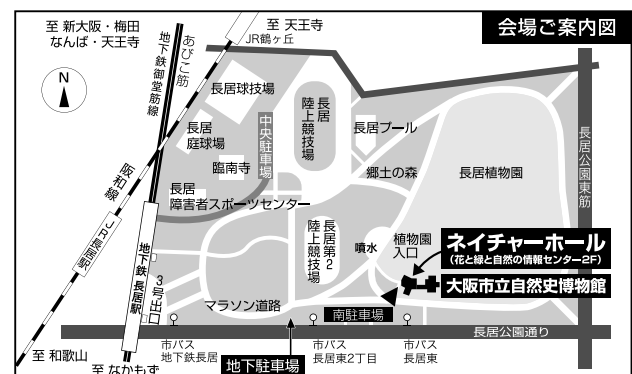 会場ご案内図
至 新大阪・梅田
なんば・天王寺
至 天王寺
JR鶴ヶ丘
あびこ筋
地下鉄御堂筋線
N
長居球技場
長居
庭球場
臨南寺
中央駐車場
長居
陸上競技場
長居プール
郷土の森
長居植物園
長居公園東筋
阪和線
JR長居駅
長居
障害者スポーツセンター
地下鉄 長居駅
3号出口
長居第2
陸上競技場
噴水
植物園
入口
ネイチャーホール
(花と緑と自然の情報センター2F)
大阪市立自然史博物館
マラソン道路
南駐車場
長居公園通り
市バス
地下鉄長居
地下駐車場
市バス
長居東2丁目
市バス
長居東
至 和歌山
至 なかもず